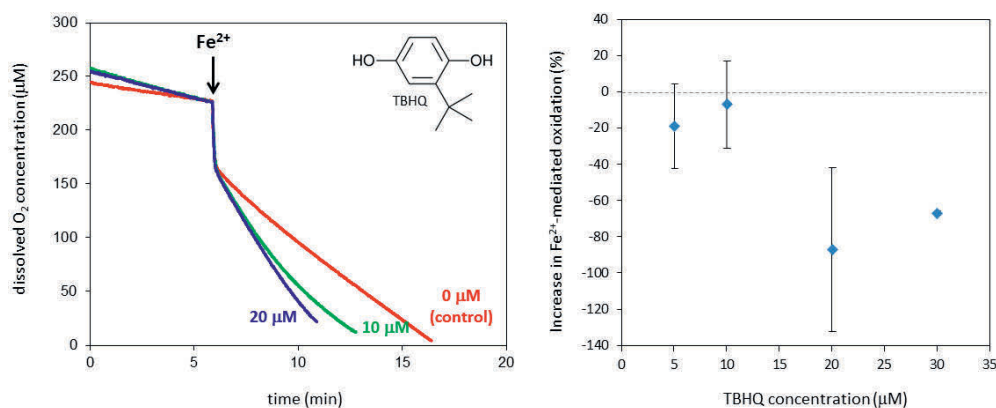 300
250
200
150
100
50
0
dissolved O₂ concentration (µM)
Fe²⁺
HO
OH
TBHQ
0 µM
(control)
20 µM
10 µM
0
5
10
15
20
time (min)
40
20
0
-20
-40
-60
-80
-100
-120
-140
Increase in Fe²⁺-mediated oxidation (%)
0
5
10
15
20
25
30
35
TBHQ concentration (µM)